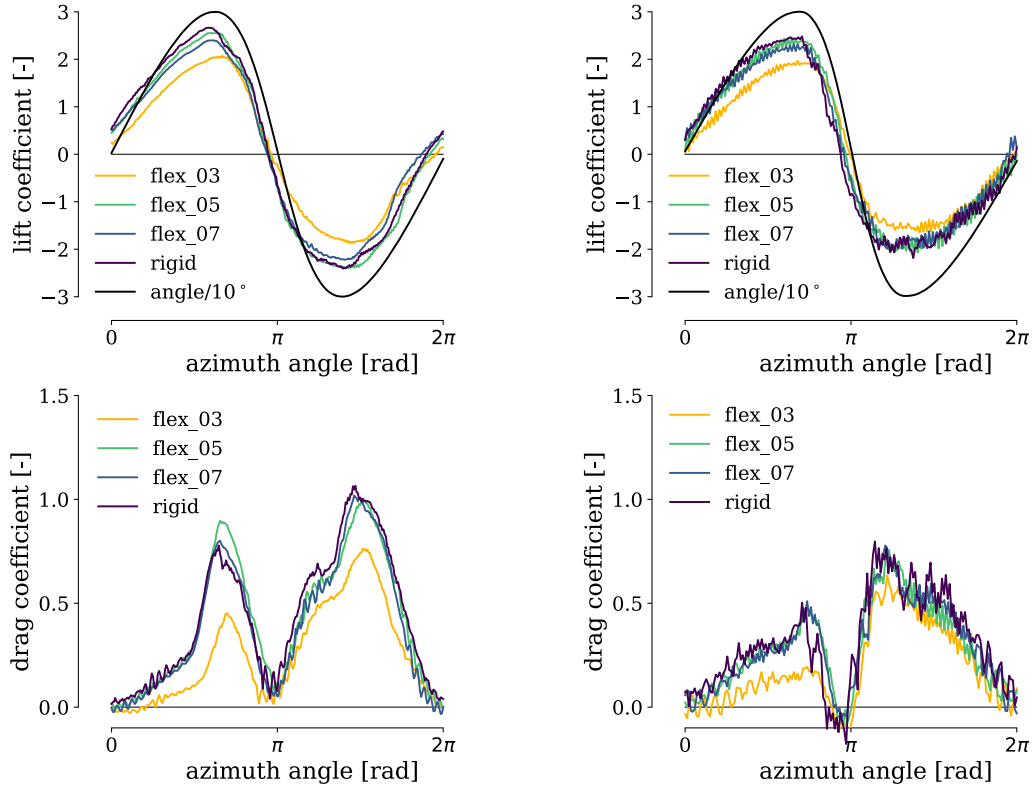 3
2
1
0
−1
−2
−3
lift coefficient [-]
flex_03
flex_05
flex_07
rigid
angle/10°
0
π
2π
azimuth angle [rad]
3
2
1
0
−1
−2
−3
lift coefficient [-]
flex_03
flex_05
flex_07
rigid
angle/10°
0
π
2π
azimuth angle [rad]
1.5
1.0
0.5
0.0
drag coefficient [-]
flex_03
flex_05
flex_07
rigid
0
π
2π
azimuth angle [rad]
1.5
1.0
0.5
0.0
drag coefficient [-]
flex_03
flex_05
flex_07
rigid
0
π
2π
azimuth angle [rad]